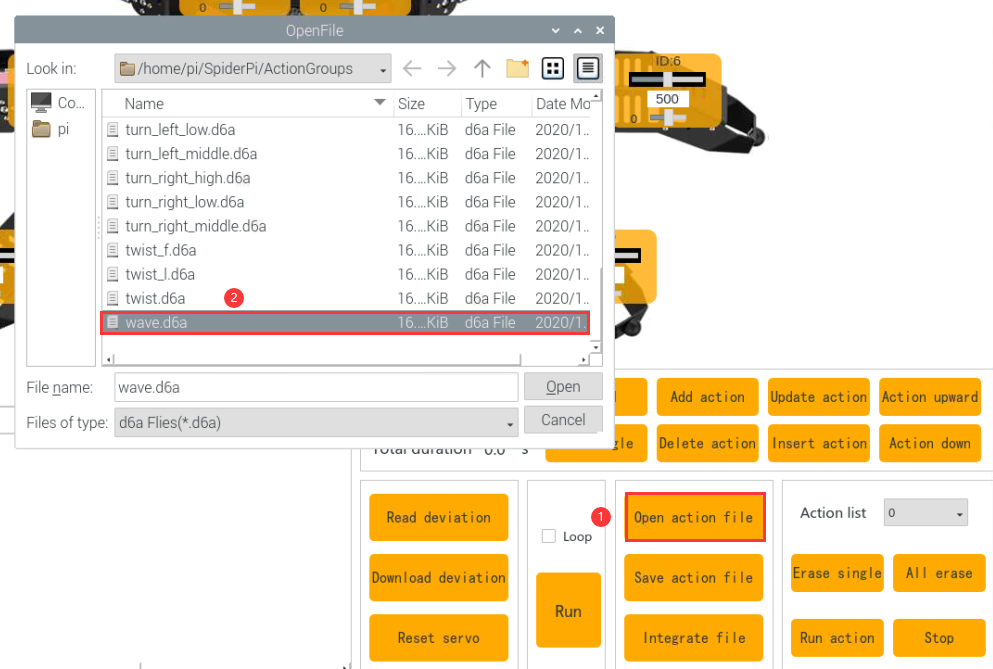 0
0
OpenFile
Look in:
/home/pi/SpiderPi/ActionGroups
Co...
pi
Name
Size
Type
Date Mo
turn_left_low.d6a
16....KiB
d6a File
2020/1..
turn_left_middle.d6a
16....KiB
d6a File
2020/1..
turn_right_high.d6a
16....KiB
d6a File
2020/1..
turn_right_low.d6a
16....KiB
d6a File
2020/1..
turn_right_middle.d6a
16....KiB
d6a File
2020/1..
twist_f.d6a
16....KiB
d6a File
2020/1..
twist_l.d6a
16....KiB
d6a File
2020/1..
twist.d6a
2
16....KiB
d6a File
2020/1..
wave.d6a
16....KiB
d6a File
2020/1.
File name:
wave.d6a
Open
Files of type:
d6a Flies(*.d6a)
Cancel
ID:6
500
0
Add action
Update action
Action upward
Total duration 0.0 s
gle
Delete action
Insert action
Action down
Read deviation
Download deviation
Reset servo
Loop
Run
1
Open action file
Save action file
Integrate file
Action list
0
Erase single
All erase
Run action
Stop